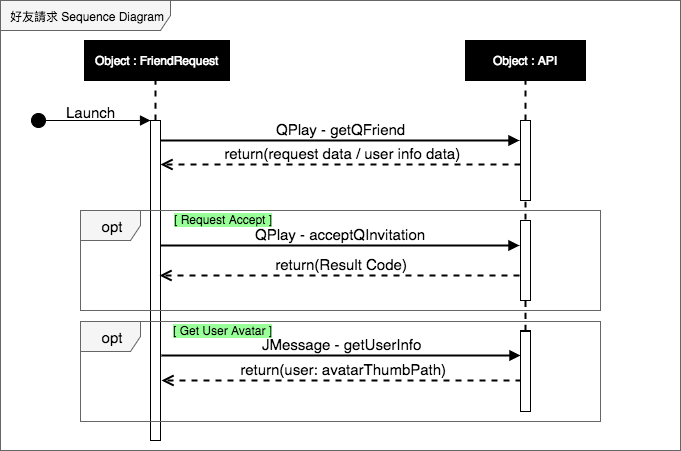 好友請求 Sequence Diagram
Object : FriendRequest
Object : API
Launch
QPlay - getQFriend
return(request data / user info data)
opt
[ Request Accept ]
QPlay - acceptQInvitation
return(Result Code)
opt
[ Get User Avatar ]
JMessage - getUserInfo
return(user: avatarThumbPath)